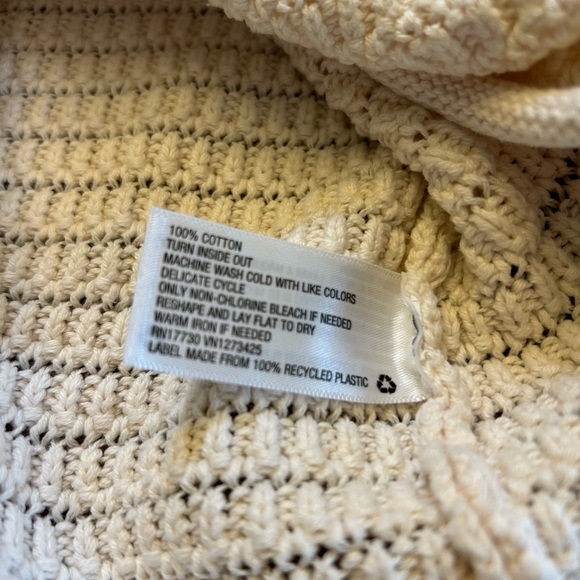 100% COTTON
TURN INSIDE OUT
MACHINE WASH COLD WITH LIKE COLORS
DELICATE CYCLE
ONLY NON-CHLORINE BLEACH IF NEEDED
RESHAPE AND LAY FLAT TO DRY
WARM IRON IF NEEDED
RN17730 VN1273425
LABEL MADE FROM 100% RECYCLED PLASTIC